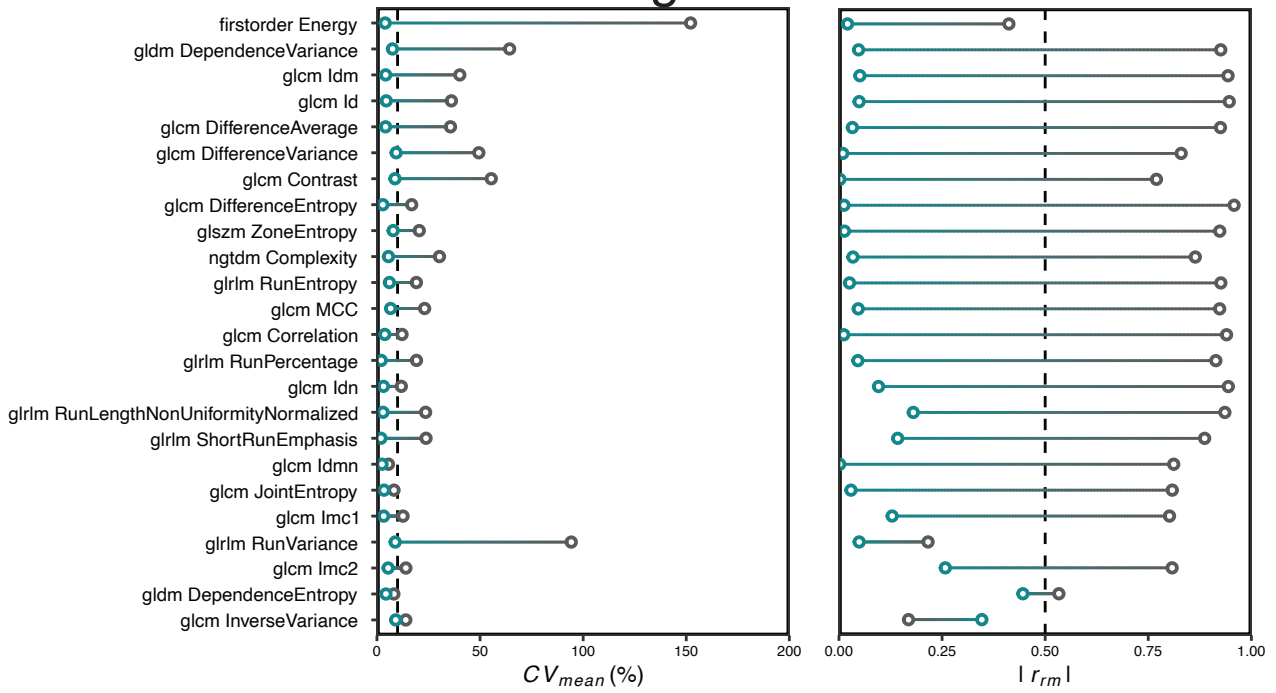 firstorder Energy
gldm DependenceVariance
glcm Idm
glcm Id
glcm DifferenceAverage
glcm DifferenceVariance
glcm Contrast
glcm DifferenceEntropy
glszm ZoneEntropy
ngtdm Complexity
glrlm RunEntropy
glcm MCC
glcm Correlation
glrlm RunPercentage
glcm Idn
glrlm RunLengthNonUniformityNormalized
glrlm ShortRunEmphasis
glcm Idmn
glcm JointEntropy
glcm Imc1
glrlm RunVariance
glcm Imc2
gldm DependenceEntropy
glcm InverseVariance
0 50 100 150 200
CVmean (%)
0.00 0.25 0.50 0.75 1.00
| rrm |